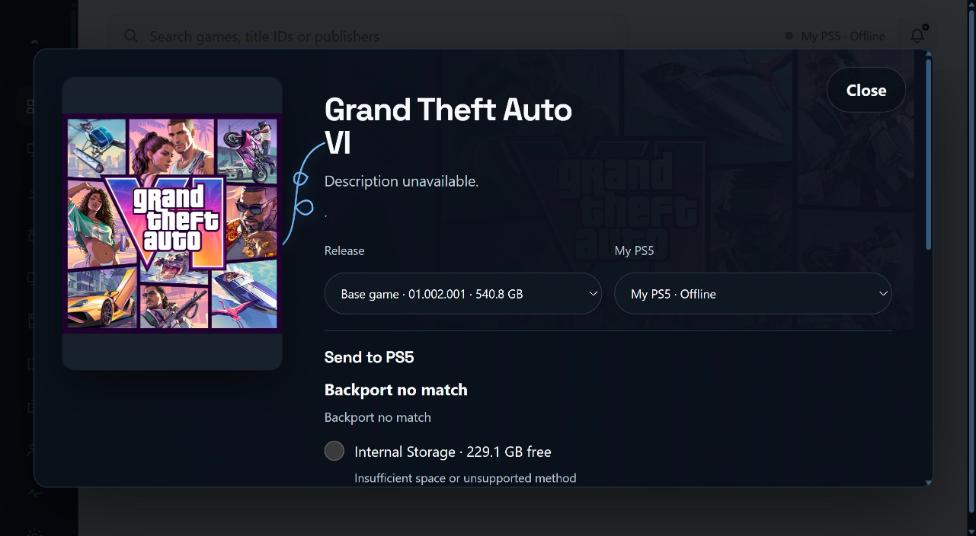 Search games, title IDs or publishers
My PS5 · Offline
Close
grand
theft
auto
VI
Grand Theft Auto
VI
Description unavailable.
.
Release
My PS5
Base game · 01.002.001 · 540.8 GB
My PS5 · Offline
Send to PS5
Backport no match
Backport no match
Internal Storage · 229.1 GB free
Insufficient space or unsupported method